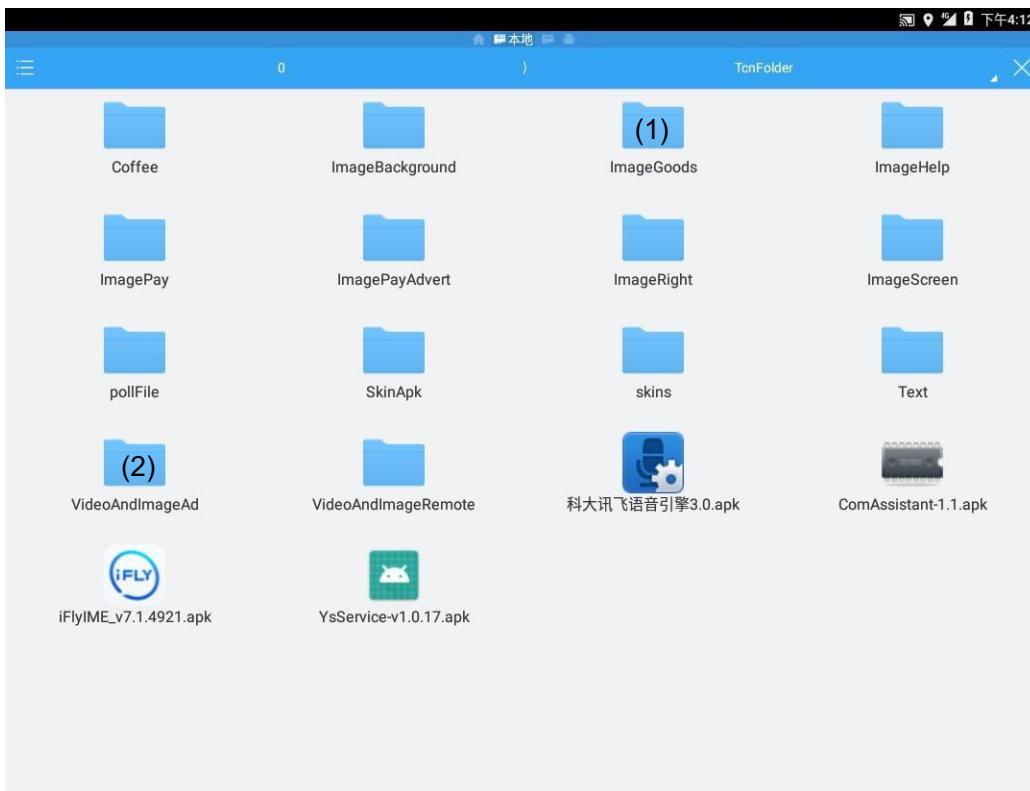 4G 下午4:12
本地
0 TcnFolder
(1)
Coffee ImageBackground ImageGoods ImageHelp
ImagePay ImagePayAdvert ImageRight ImageScreen
pollFile SkinApk skins Text
(2)
VideoAndImageAd VideoAndImageRemote 科大讯飞语音引擎3.0.apk ComAssistant-1.1.apk
iFLY
iFlyIME_v7.1.4921.apk YsService-v1.0.17.apk